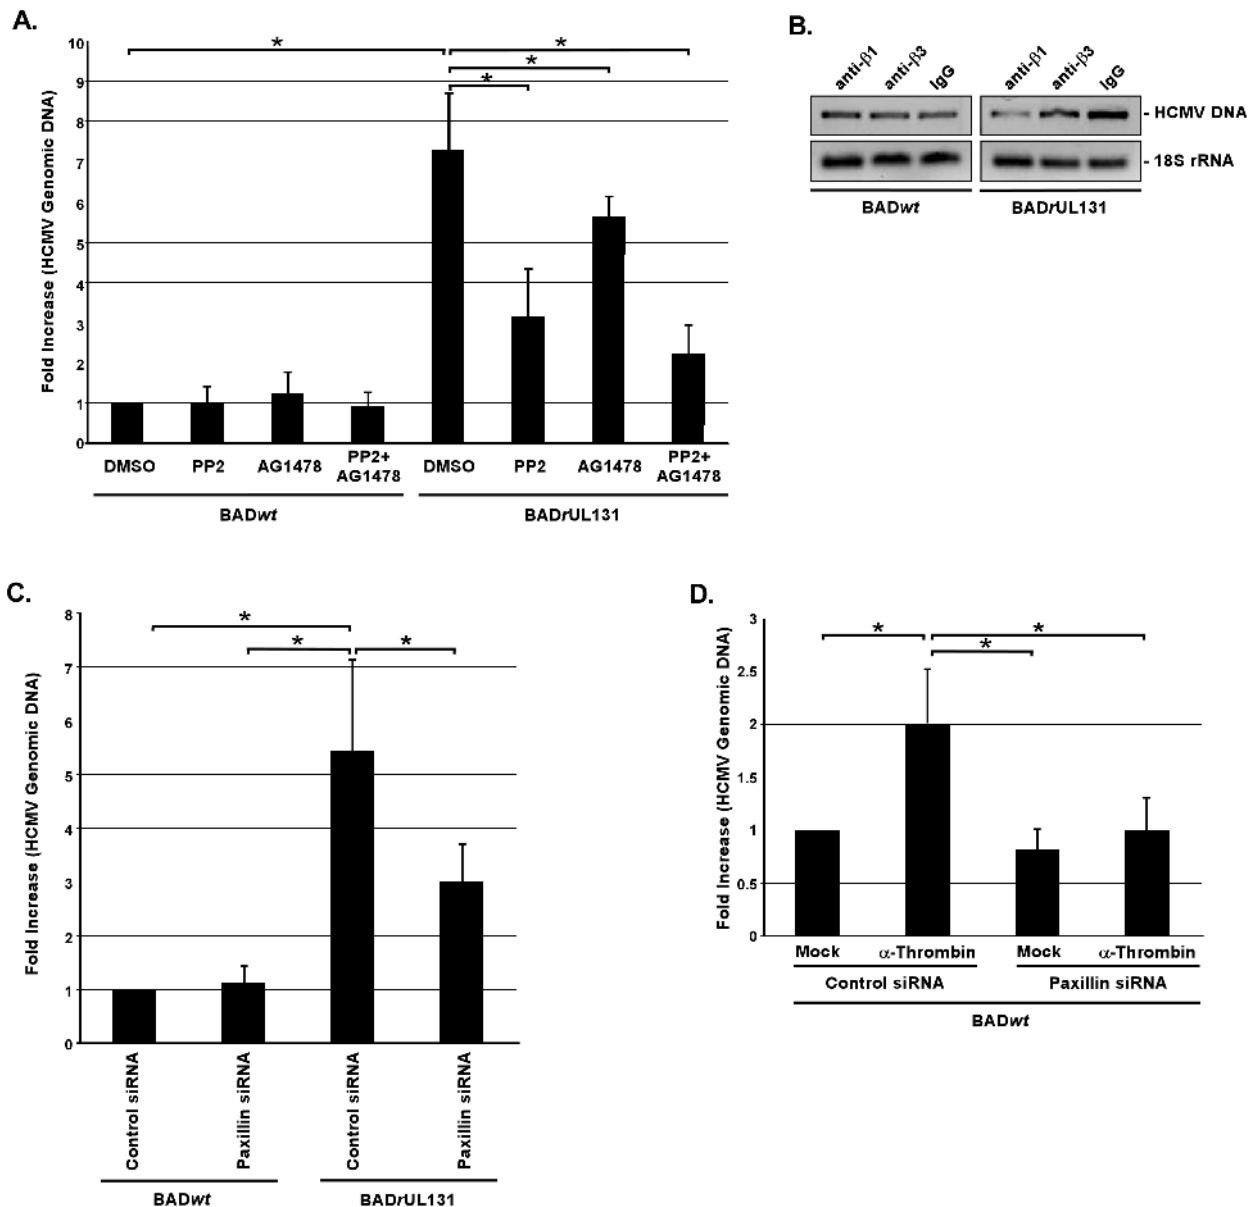 A.
Fold Increase (HCMV Genomic DNA)
10
9
8
7
6
5
4
3
2
1
0
*
*
*
*
DMSO PP2 AG1478 PP2+ AG1478 DMSO PP2 AG1478 PP2+ AG1478
BADwt BADrUL131
B.
anti-β1 anti-β3 IgG anti-β1 anti-β3 IgG
- HCMV DNA
- 18S rRNA
BADwt BADrUL131
C.
Fold Increase (HCMV Genomic DNA)
8
7
6
5
4
3
2
1
0
*
* *
Control siRNA
Paxillin siRNA
Control siRNA
Paxillin siRNA
BADwt BADrUL131
D.
Fold Increase (HCMV Genomic DNA)
3
2.5
2
1.5
1
0.5
0
* *
*
Mock α-Thrombin Mock α-Thrombin
Control siRNA Paxillin siRNA
BADwt